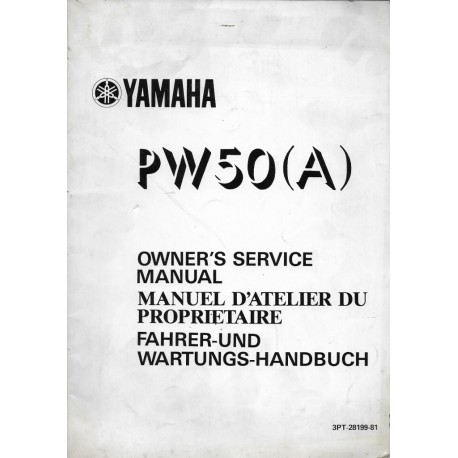 YAMAHA
PW50(A)
OWNER'S SERVICE
MANUAL
MANUEL D'ATELIER DU
PROPRIETAIRE
FAHRER-UND
WARTUNGS-HANDBUCH
3PT-28199-81